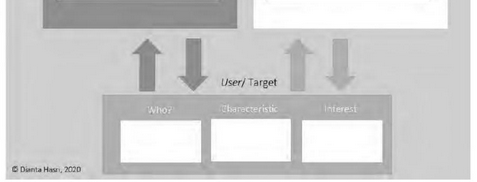 User/ Target
Who? Characteristic Interest
© Dianta Hasri, 2020